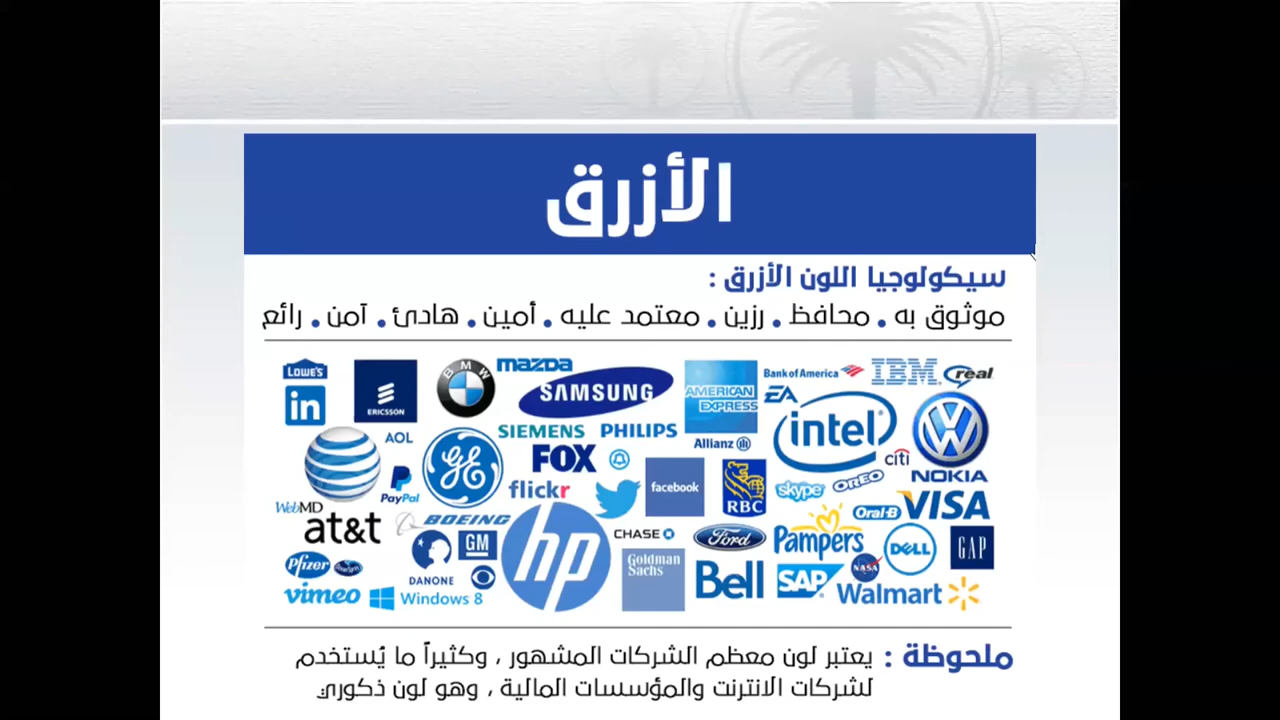 الأزرق
سيكولوجيا اللون الأزرق :
موثوق به . محافظ . رزين . معتمد عليه . أمين . هادئ . آمن . رائع
LOWE'S
in
ERICSSON
BMW
mazda
SAMSUNG
AMERICAN
EXPRESS
Bank of America
IBM
real
EA
intel
AOL
SIEMENS
PHILIPS
Allianz
citi
NOKIA
GE
FOX
PayPal
flickr
facebook
RBC
skype
OREO
WebMD
at&t
BOEING
Oral-B
VISA
GM
hp
CHASE
Ford
Pampers
DELL
GAP
Pfizer
DANONE
Goldman
Sachs
Bell
SAP
NASA
Walmart
vimeo
Windows 8
ملحوظة : يعتبر لون معظم الشركات المشهور ، وكثيراً ما يُستخدم
لشركات الانترنت والمؤسسات المالية ، وهو لون ذكوري